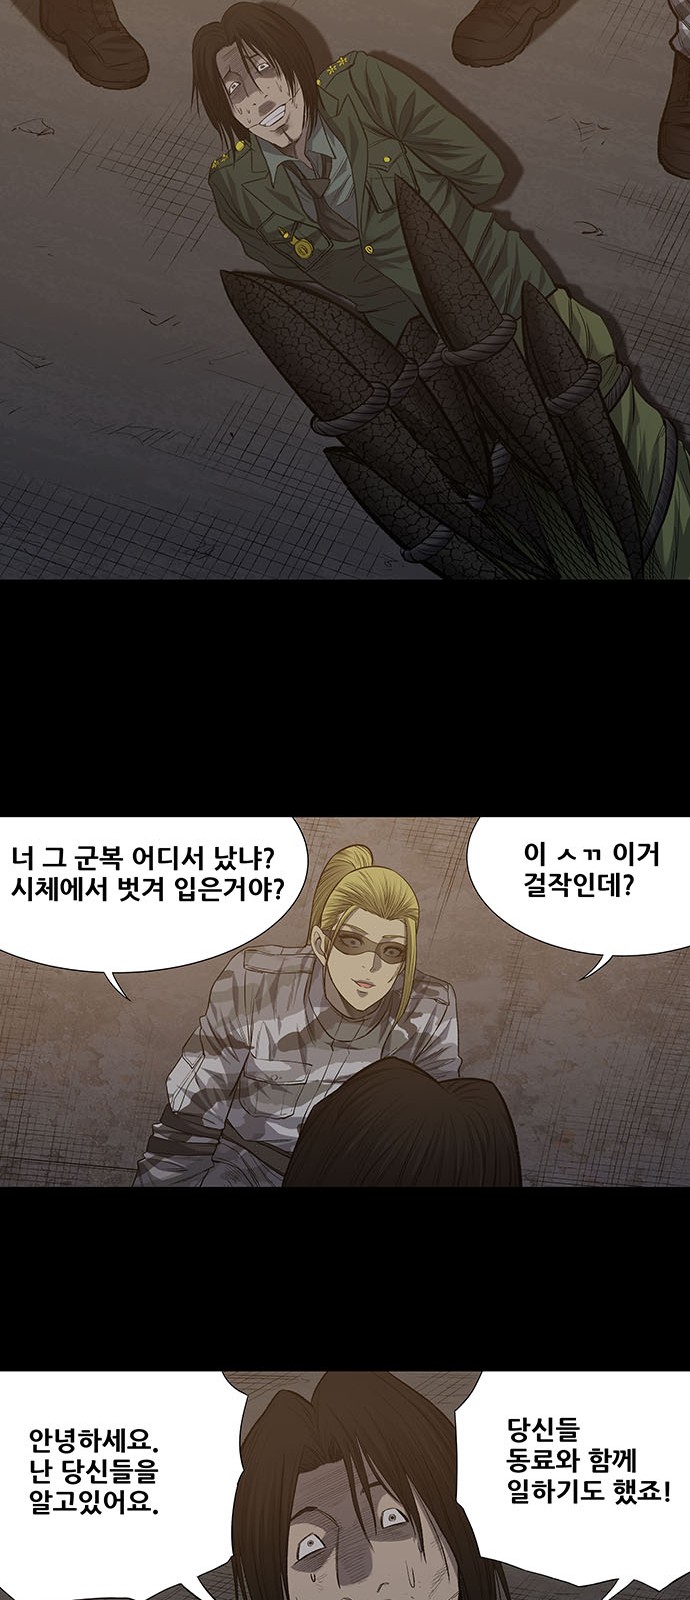 너 그 군복 어디서 났냐?
시체에서 벗겨 입은거야?
이 ㅅㄲ 이거
걸작인데?
안녕하세요.
난 당신들을
알고있어요.
당신들
동료와 함께
일하기도 했죠!